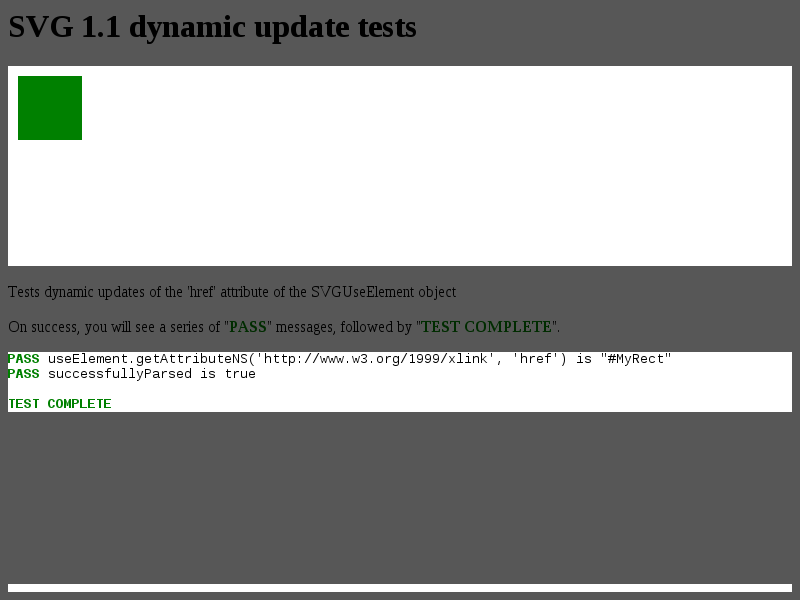 SVG 1.1 dynamic update tests
Tests dynamic updates of the 'href' attribute of the SVGUseElement object
On success, you will see a series of "PASS" messages, followed by "TEST COMPLETE".
PASS useElement.getAttributeNS('http://www.w3.org/1999/xlink', 'href') is "#MyRect"
PASS successfullyParsed is true
TEST COMPLETE